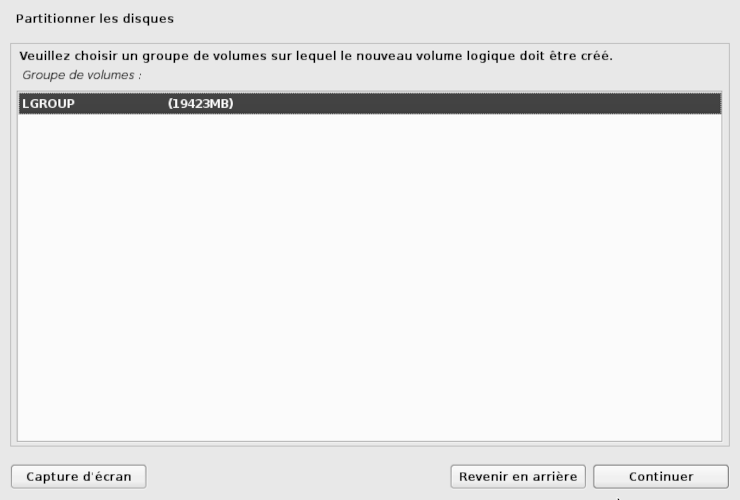 Partitionner les disques
Veuillez choisir un groupe de volumes sur lequel le nouveau volume logique doit être créé.
Groupe de volumes :
LGROUP (19423MB)
Capture d'écran Revenir en arrière Continuer